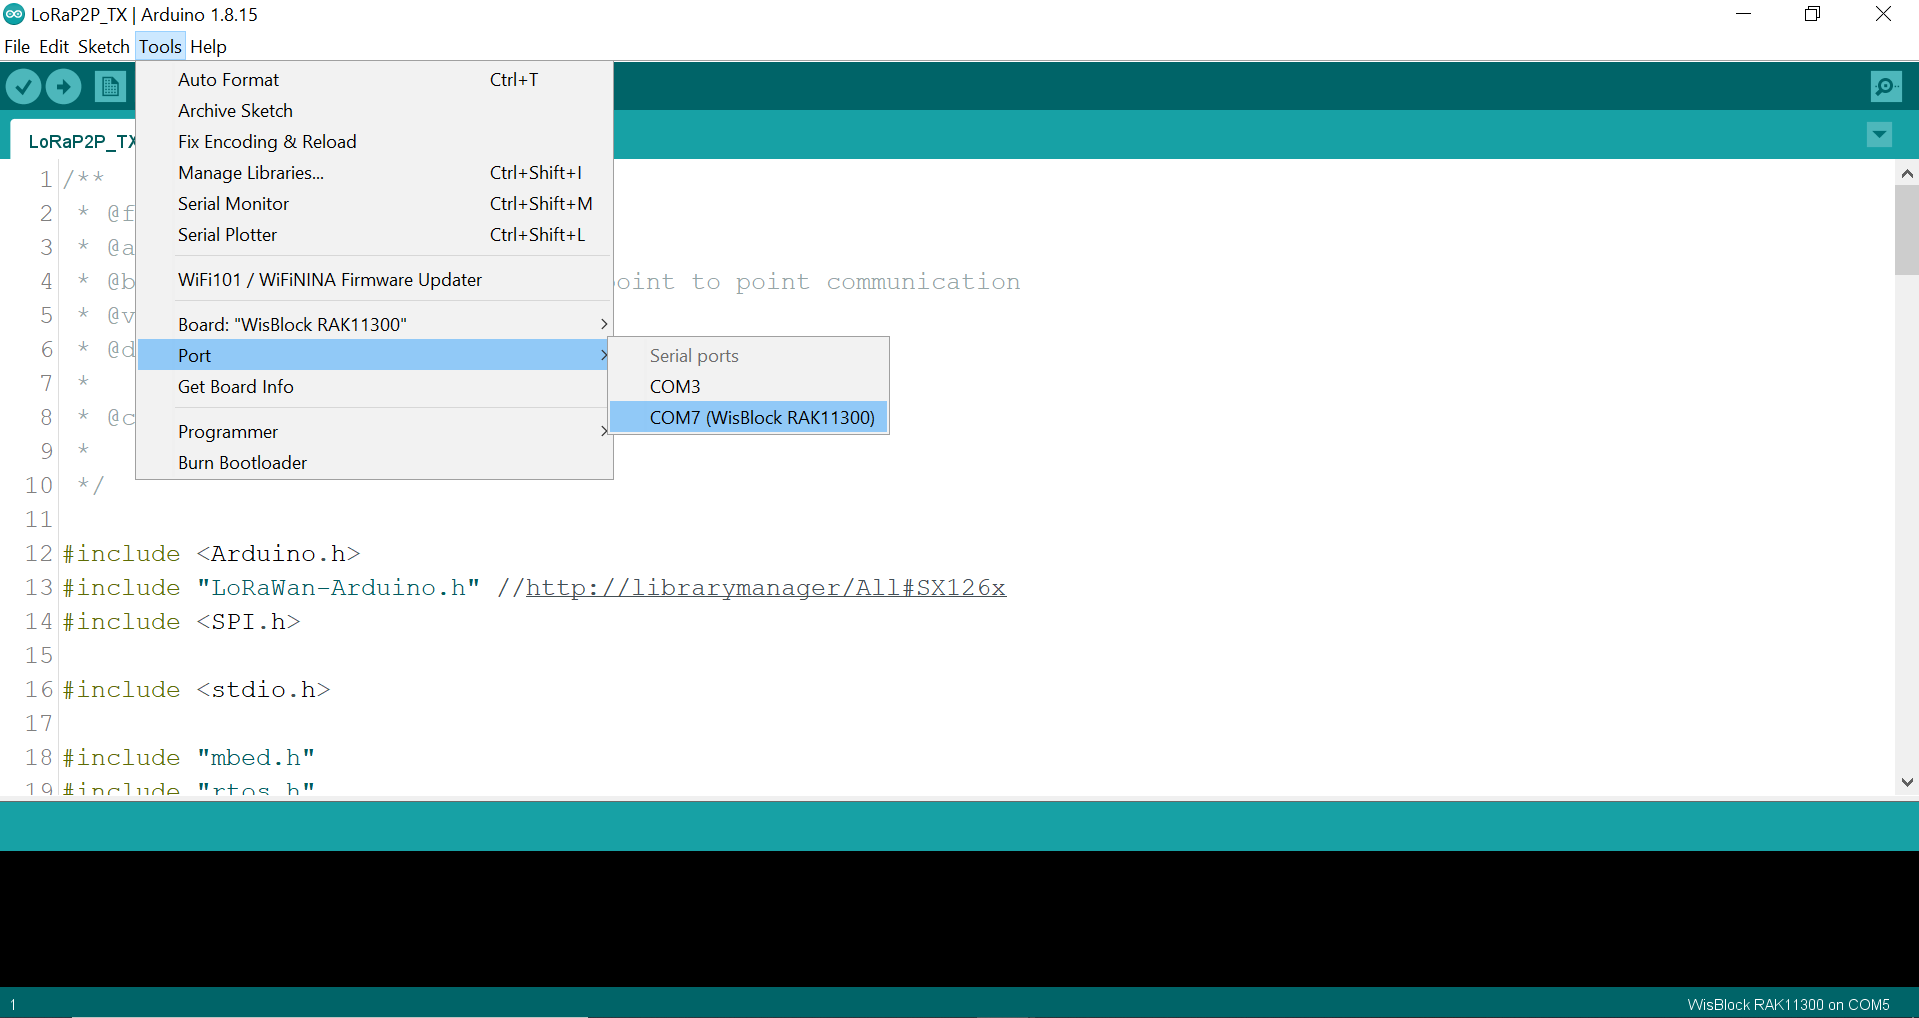 LoRaP2P_TX | Arduino 1.8.15
File Edit Sketch Tools Help
Auto Format Ctrl+T
Archive Sketch
Fix Encoding & Reload
Manage Libraries... Ctrl+Shift+I
Serial Monitor Ctrl+Shift+M
Serial Plotter Ctrl+Shift+L
WiFi101 / WiFiNINA Firmware Updater
Board: "WisBlock RAK11300"
Port
Get Board Info
Programmer
Burn Bootloader
Serial ports
COM3
COM7 (WisBlock RAK11300)
LoRaP2P_TX
1 /**
2 * @f
3 * @a
4 * @b oint to point communication
5 * @v
6 * @d
7 *
8 * @c
9 *
10 */
11
12 #include <Arduino.h>
13 #include "LoRaWan-Arduino.h" //http://librarymanager/All#SX126x
14 #include <SPI.h>
15
16 #include <stdio.h>
17
18 #include "mbed.h"
19 #include "rtos.h"
1
WisBlock RAK11300 on COM5